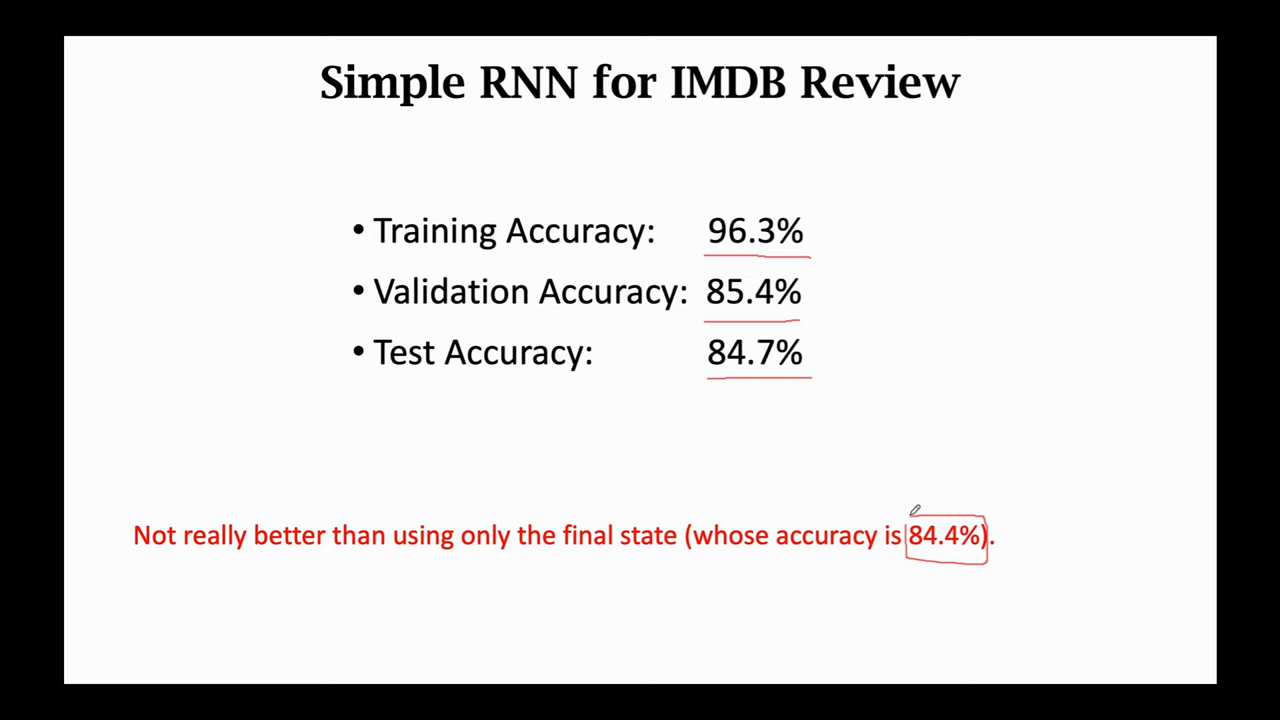 Simple RNN for IMDB Review
• Training Accuracy: 96.3%
• Validation Accuracy: 85.4%
• Test Accuracy: 84.7%
Not really better than using only the final state (whose accuracy is 84.4%).